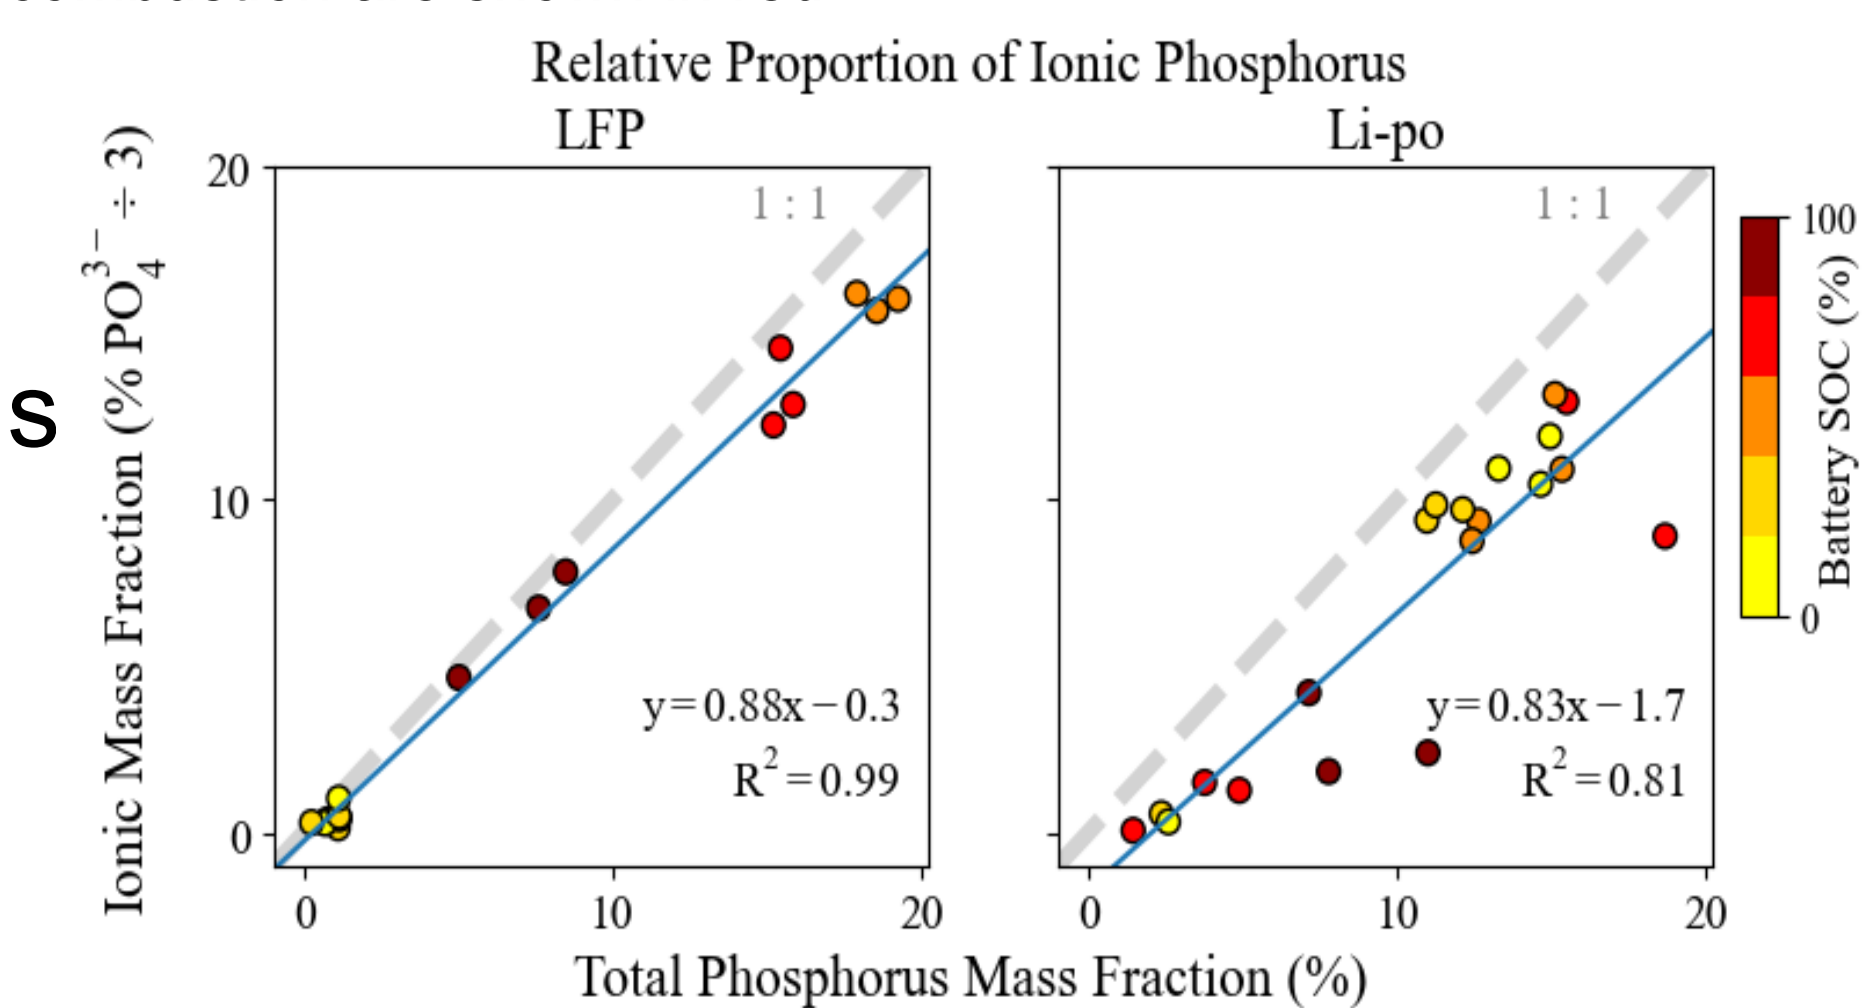 Relative Proportion of Ionic Phosphorus
LFP
Li-po
Ionic Mass Fraction (% PO₄³⁻ ÷ 3)
20
10
0
1 : 1
y=0.88x−0.3
R²=0.99
0
10
20
1 : 1
y=0.83x−1.7
R²=0.81
0
10
20
Total Phosphorus Mass Fraction (%)
100
0
Battery SOC (%)
s